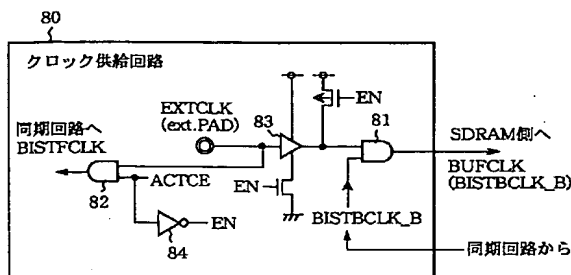 80
クロック供給回路
同期回路へ
BISTFCLK
EXTCLK
(ext.PAD)
83
EN
81
SDRAM側へ
BUFCLK
(BISTBCLK_B)
82
ACTCE
EN
84
EN
BISTBCLK_B
同期回路から